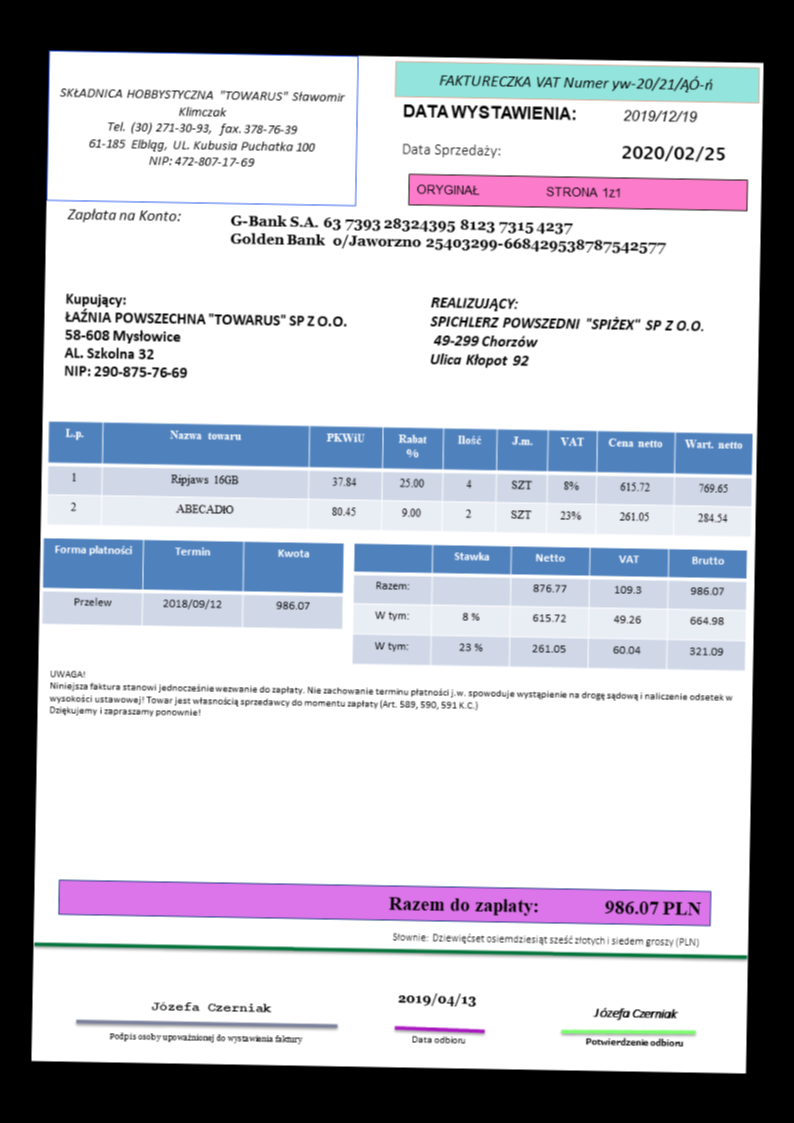 SKŁADNICA HOBBYSTYCZNA "TOWARUS" Sławomir
Klimczak
Tel. (30) 271-30-93, fax. 378-76-39
61-185 Elbląg, UL. Kubusia Puchatka 100
NIP: 472-807-17-69
FAKTURECZKA VAT Numer yw-20/21/ĄÓ-ń
DATA WYSTAWIENIA: 2019/12/19
Data Sprzedaży: 2020/02/25
ORYGINAŁ STRONA 1z1
Zapłata na Konto:
G-Bank S.A. 63 7393 28324395 8123 7315 4237
Golden Bank o/Jaworzno 25403299-668429538787542577
Kupujący:
ŁAŹNIA POWSZECHNA "TOWARUS" SP Z O.O.
58-608 Mysłowice
AL. Szkolna 32
NIP: 290-875-76-69
REALIZUJĄCY:
SPICHLERZ POWSZEDNI "SPIŻEX" SP Z O.O.
49-299 Chorzów
Ulica Kłopot 92
L.p. Nazwa towaru PKWiU Rabat % Ilość J.m. VAT Cena netto Wart. netto
1 Ripjaws 16GB 37.84 25.00 4 SZT 8% 615.72 769.65
2 ABECADŁO 80.45 9.00 2 SZT 23% 261.05 284.54
Forma płatności Termin Kwota
Przelew 2018/09/12 986.07
Stawka Netto VAT Brutto
Razem: 876.77 109.3 986.07
W tym: 8 % 615.72 49.26 664.98
W tym: 23 % 261.05 60.04 321.09
UWAGA!
Niniejsza faktura stanowi jednocześnie wezwanie do zapłaty. Nie zachowanie terminu płatności j.w. spowoduje wystąpienie na drogę sądową i naliczenie odsetek w
wysokości ustawowej! Towar jest własnością sprzedawcy do momentu zapłaty (Art. 589, 590, 591 K.C.)
Dziękujemy i zapraszamy ponownie!
Razem do zapłaty: 986.07 PLN
Słownie: Dziewięćset osiemdziesiąt sześć złotych i siedem groszy (PLN)
Józefa Czerniak
Podpis osoby upoważnionej do wystawienia faktury
2019/04/13
Data odbioru
Józefa Czerniak
Potwierdzenie odbioru